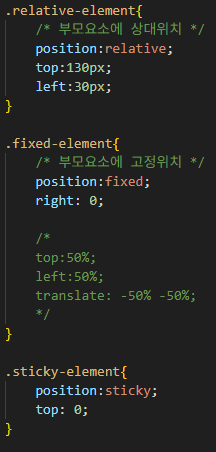 .relative-element{
/* 부모요소에 상대위치 */
position:relative;
top:130px;
left:30px;
}
.fixed-element{
/* 부모요소에 고정위치 */
position:fixed;
right: 0;
/*
top:50%;
left:50%;
translate: -50% -50%;
*/
}
.sticky-element{
position:sticky;
top: 0;
}